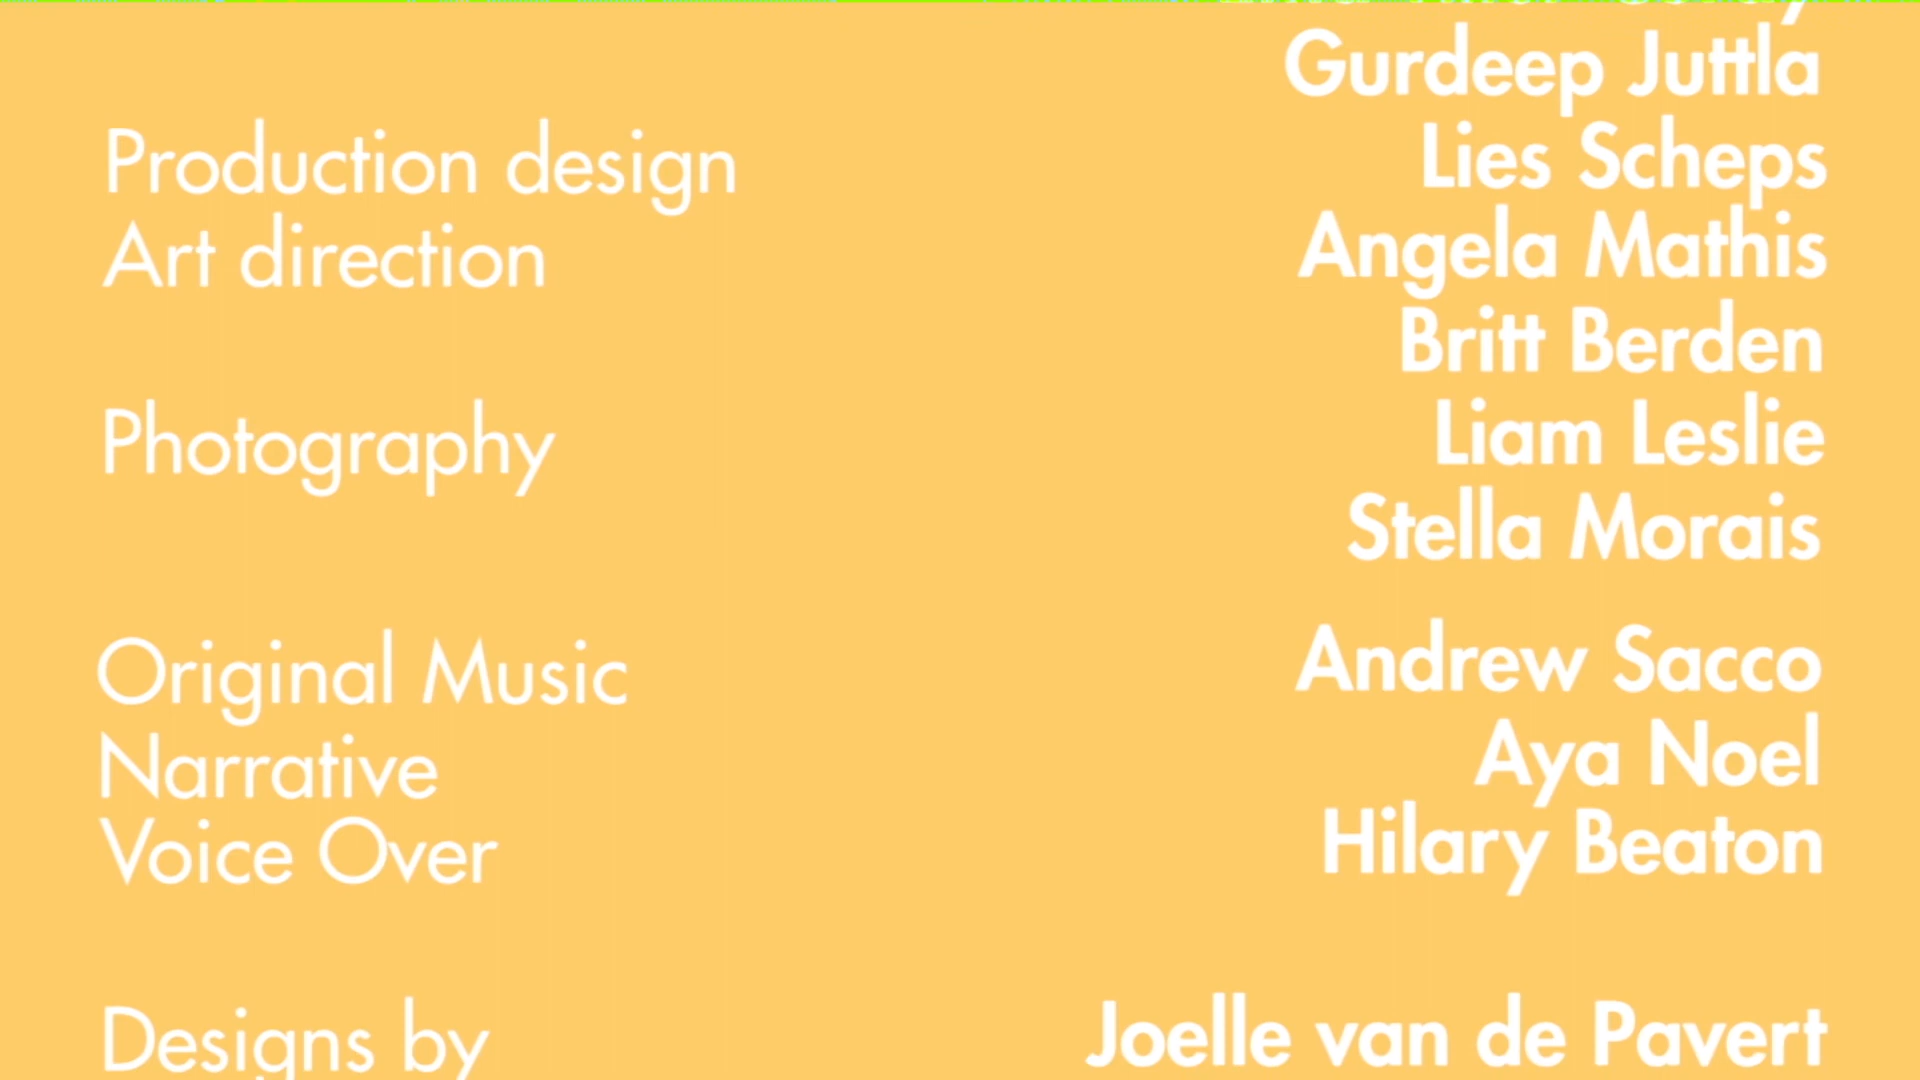 Gurdeep Juttla
Production design Lies Scheps
Art direction Angela Mathis
Britt Berden
Photography Liam Leslie
Stella Morais
Original Music Andrew Sacco
Narrative Aya Noel
Voice Over Hilary Beaton
Designs by Joelle van de Pavert